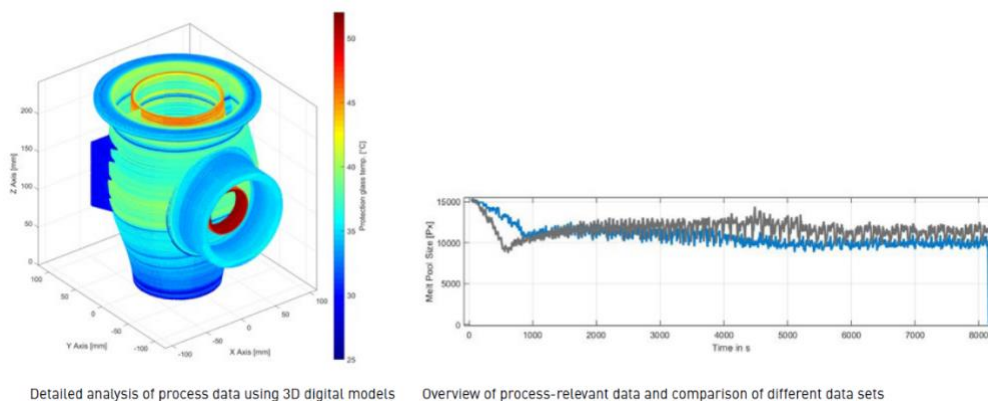 50
45
40
35
30
25
Protection glass temp. [°C]
200
150
100
50
0
Z Axis [mm]
100
50
0
-50
-100
Y Axis [mm]
-100
-50
0
50
100
X Axis [mm]
15000
10000
5000
0
Melt Pool Size [Px]
0 1000 2000 3000 4000 5000 6000 7000 8000
Time in s
Detailed analysis of process data using 3D digital models
Overview of process-relevant data and comparison of different data sets